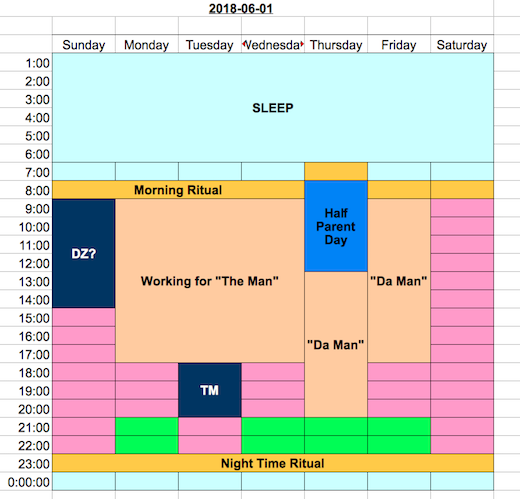 2018-06-01
Sunday Monday Tuesday Wednesday Thursday Friday Saturday
1:00
2:00
3:00
4:00
SLEEP
5:00
6:00
7:00
8:00 Morning Ritual
9:00
10:00
11:00
Half
Parent
Day
12:00
DZ?
13:00
Working for "The Man"
"Da Man"
14:00
15:00
16:00
17:00
"Da Man"
18:00
19:00
TM
20:00
21:00
22:00
23:00 Night Time Ritual
0:00:00